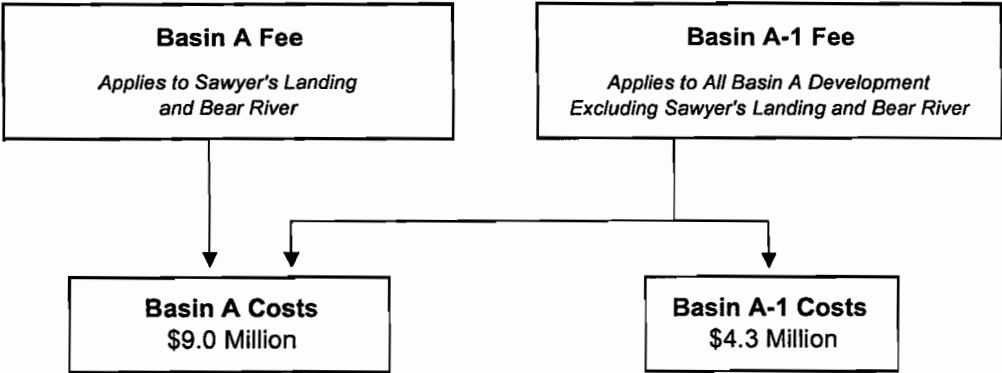 Basin A Fee
Applies to Sawyer's Landing
and Bear River
Basin A-1 Fee
Applies to All Basin A Development
Excluding Sawyer's Landing and Bear River
Basin A Costs
$9.0 Million
Basin A-1 Costs
$4.3 Million